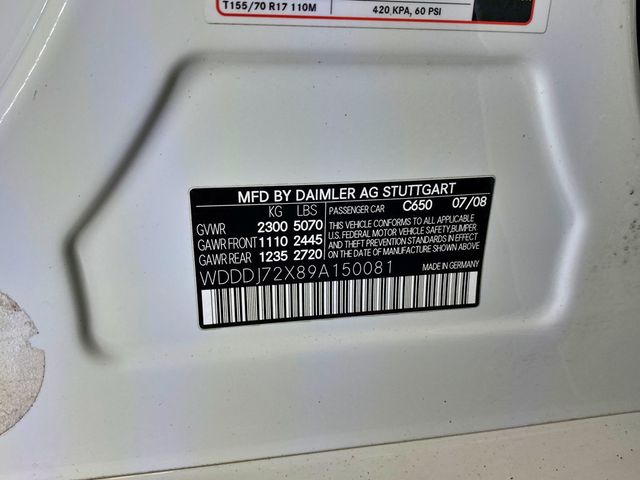 T155/70 R17 110M 420 KPA, 60 PSI
MFD BY DAIMLER AG STUTTGART
KG LBS PASSENGER CAR C650 07/08
GVWR 2300 5070 THIS VEHICLE CONFORMS TO ALL APPLICABLE
U.S. FEDERAL MOTOR VEHICLE SAFETY,BUMPER
GAWR FRONT 1110 2445 AND THEFT PREVENTION STANDARDS IN EFFECT
GAWR REAR 1235 2720 ON THE DATE OF MANUFACTURE SHOWN ABOVE
WDDDJ72X89A150081 MADE IN GERMANY